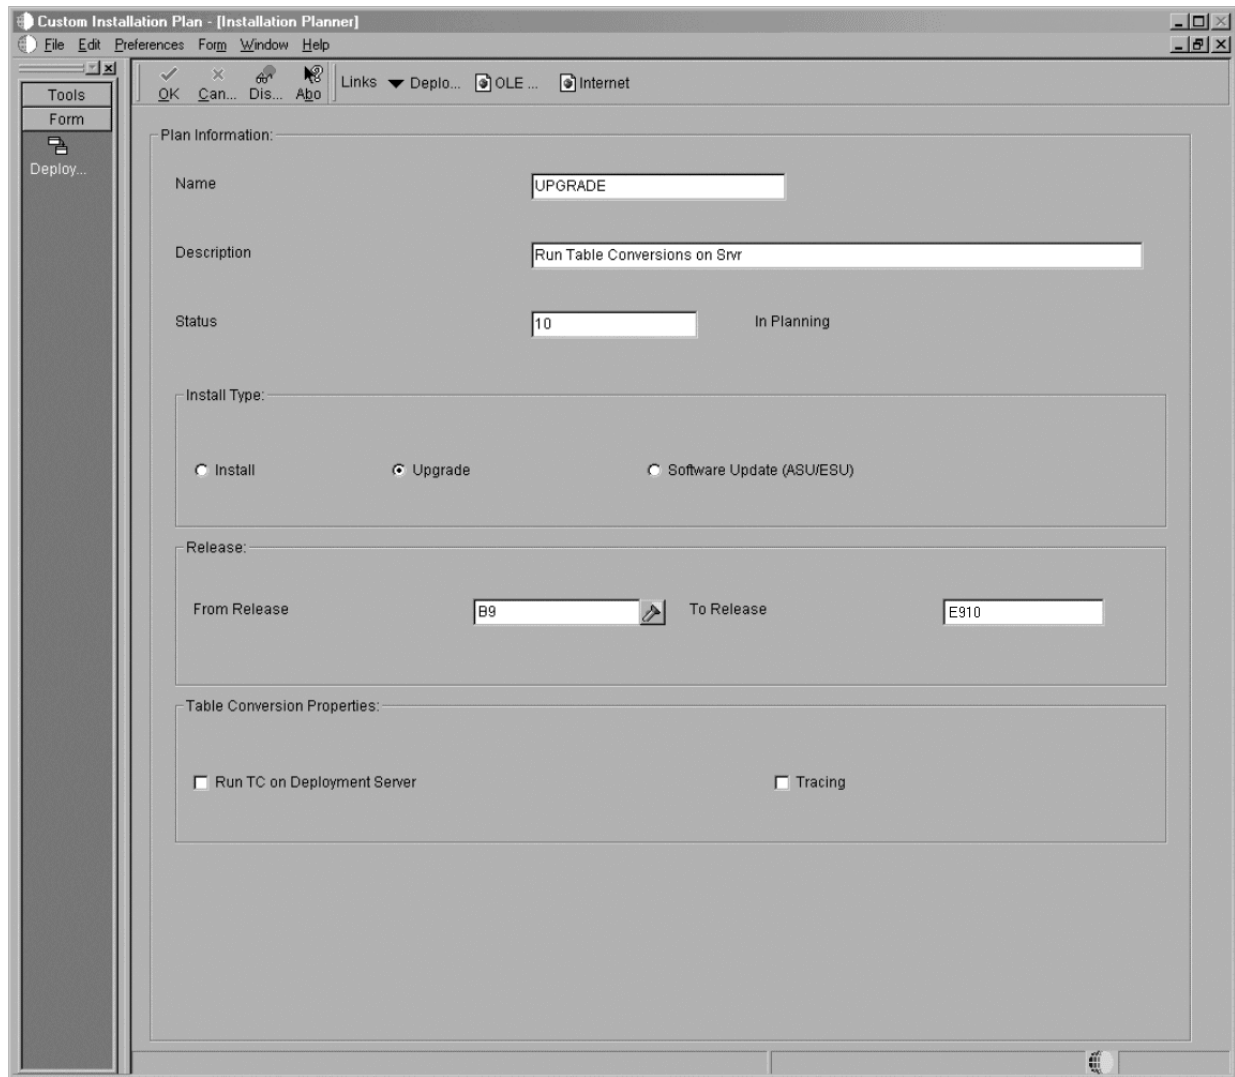 Custom Installation Plan - [Installation Planner]
File Edit Preferences Form Window Help
Tools
Form
Deploy...
OK Can... Dis... Abo Links Deplo... OLE ... Internet
Plan Information:
Name UPGRADE
Description Run Table Conversions on Srvr
Status 10 In Planning
Install Type:
Install Upgrade Software Update (ASU/ESU)
Release:
From Release B9 To Release E910
Table Conversion Properties:
Run TC on Deployment Server Tracing